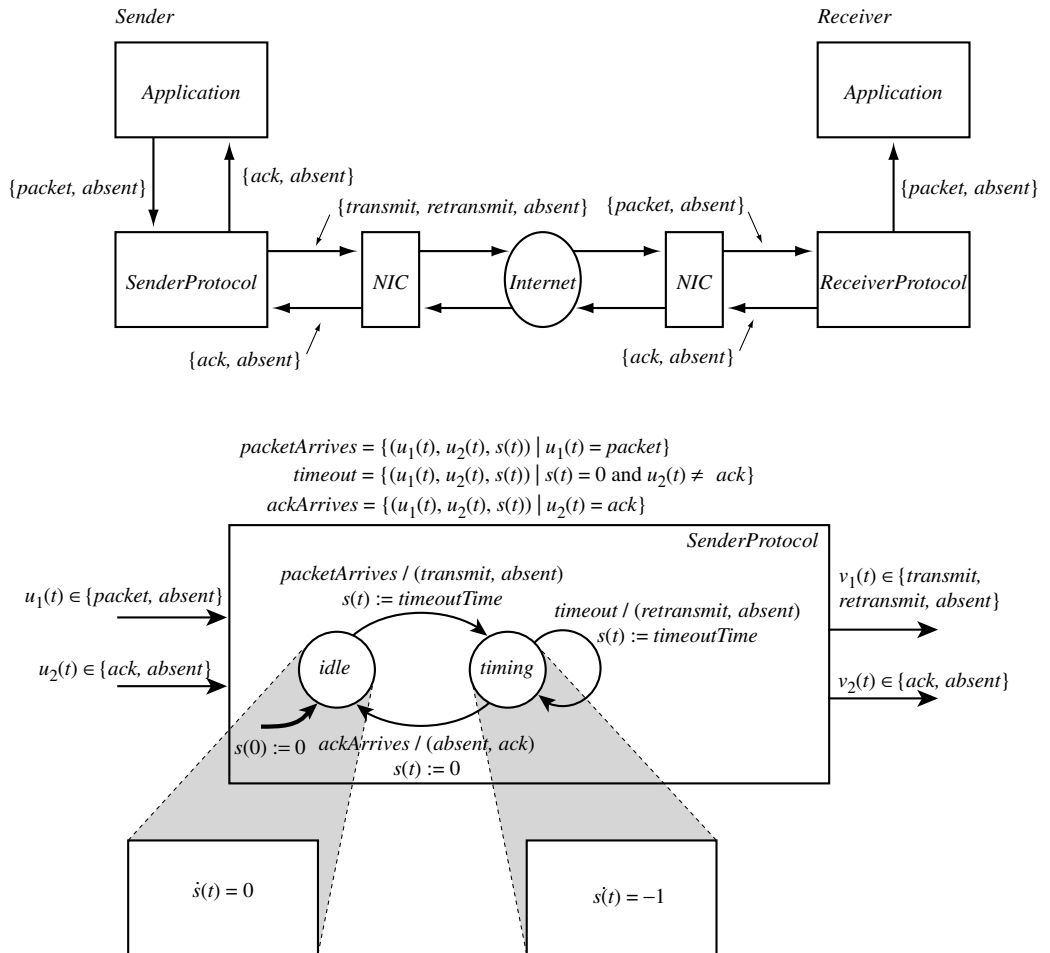 Sender
Receiver
Application
Application
{packet, absent}
{ack, absent}
{transmit, retransmit, absent}
{packet, absent}
{packet, absent}
SenderProtocol
NIC
Internet
NIC
ReceiverProtocol
{ack, absent}
{ack, absent}
packetArrives = {(u1(t), u2(t), s(t)) | u1(t) = packet}
timeout = {(u1(t), u2(t), s(t)) | s(t) = 0 and u2(t) ≠ ack}
ackArrives = {(u1(t), u2(t), s(t)) | u2(t) = ack}
SenderProtocol
packetArrives / (transmit, absent)
s(t) := timeoutTime
timeout / (retransmit, absent)
s(t) := timeoutTime
u1(t) ∈ {packet, absent}
u2(t) ∈ {ack, absent}
v1(t) ∈ {transmit,
retransmit, absent}
v2(t) ∈ {ack, absent}
idle
timing
s(0) := 0
ackArrives / (absent, ack)
s(t) := 0
ṡ(t) = 0
ṡ(t) = −1